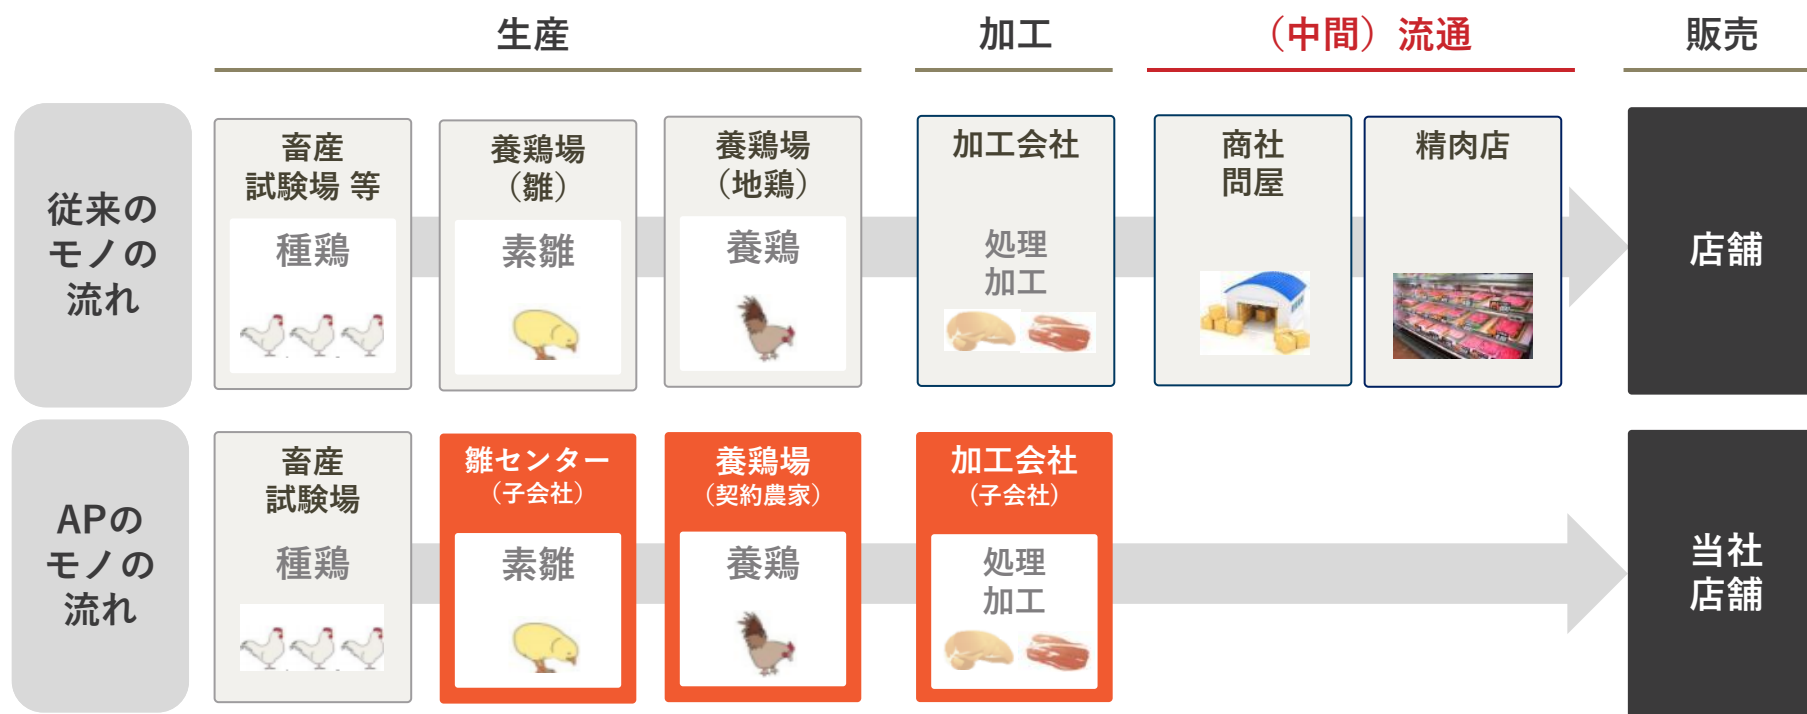 生産
加工
（中間）流通
販売
従来の
モノの
流れ
畜産
試験場 等
種鶏
養鶏場
（雛）
素雛
養鶏場
（地鶏）
養鶏
加工会社
処理
加工
商社
問屋
精肉店
店舗
APの
モノの
流れ
畜産
試験場
種鶏
雛センター
（子会社）
素雛
養鶏場
（契約農家）
養鶏
加工会社
（子会社）
処理
加工
当社
店舗